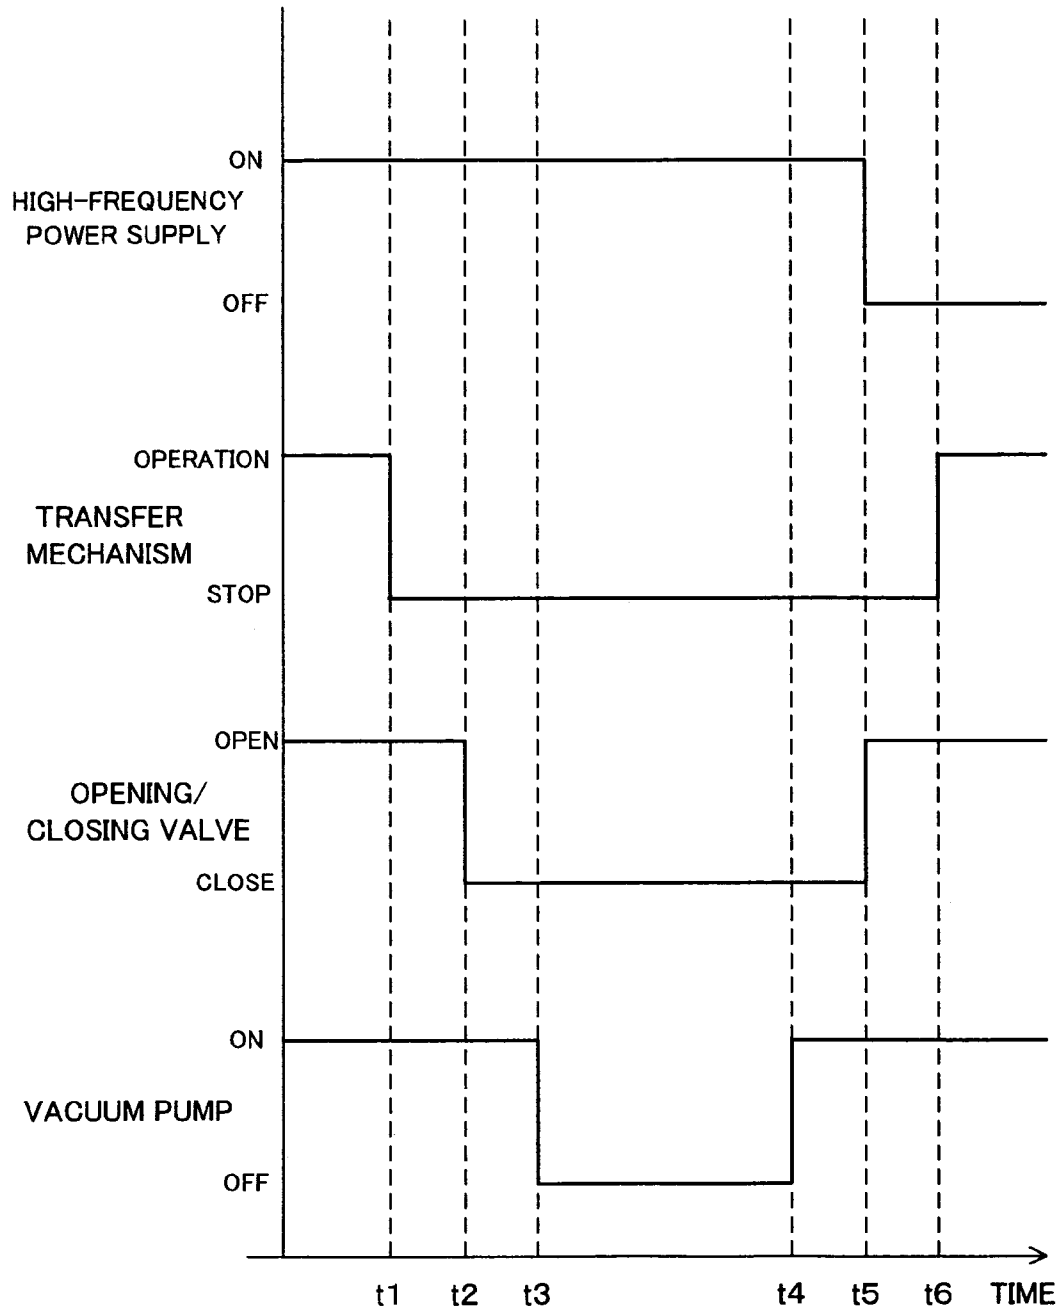 ON
HIGH-FREQUENCY
POWER SUPPLY
OFF
OPERATION
TRANSFER
MECHANISM
STOP
OPEN
OPENING/
CLOSING VALVE
CLOSE
ON
VACUUM PUMP
OFF
t1 t2 t3 t4 t5 t6 TIME